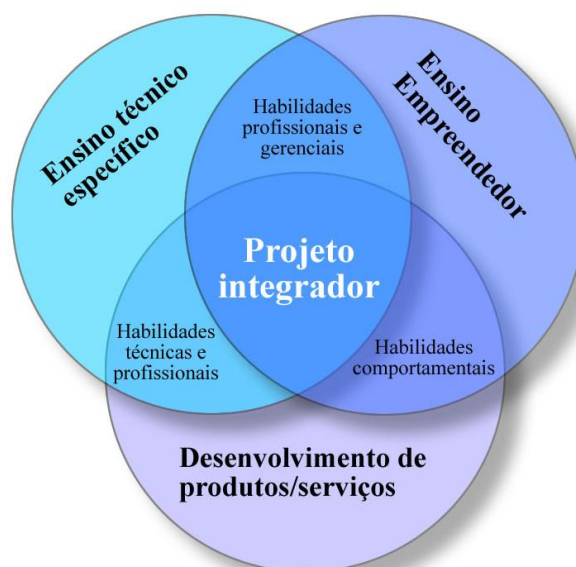 Ensino técnico
específico
Habilidades
profissionais e
gerenciais
Ensino
Empreendedor
Projeto
integrador
Habilidades
técnicas e
profissionais
Habilidades
comportamentais
Desenvolvimento de
produtos/serviços